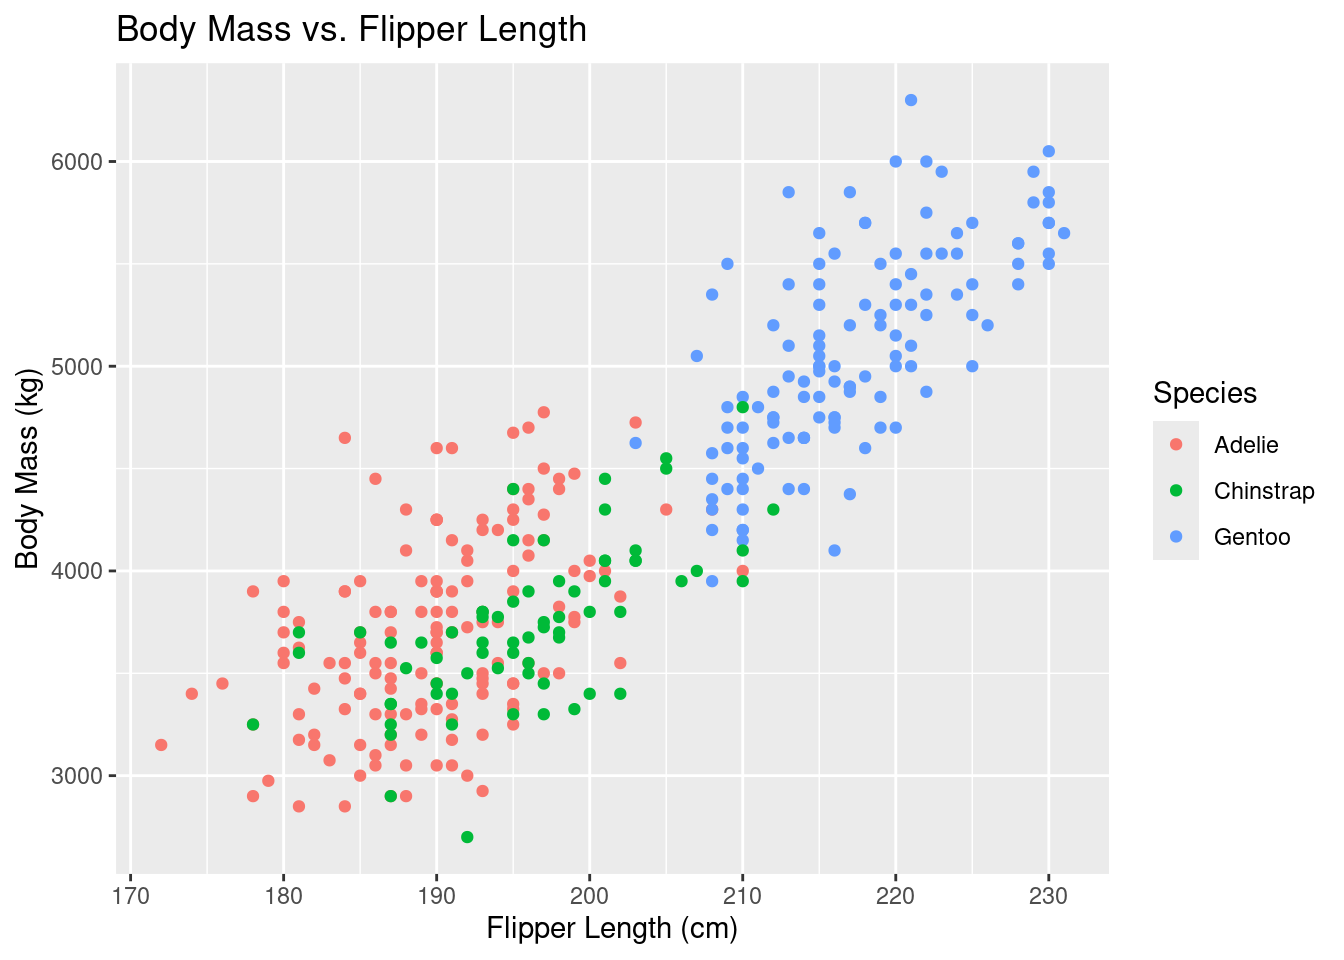 Body Mass vs. Flipper Length
6000
5000
4000
3000
Body Mass (kg)
170 180 190 200 210 220 230
Flipper Length (cm)
Species
Adelie
Chinstrap
Gentoo